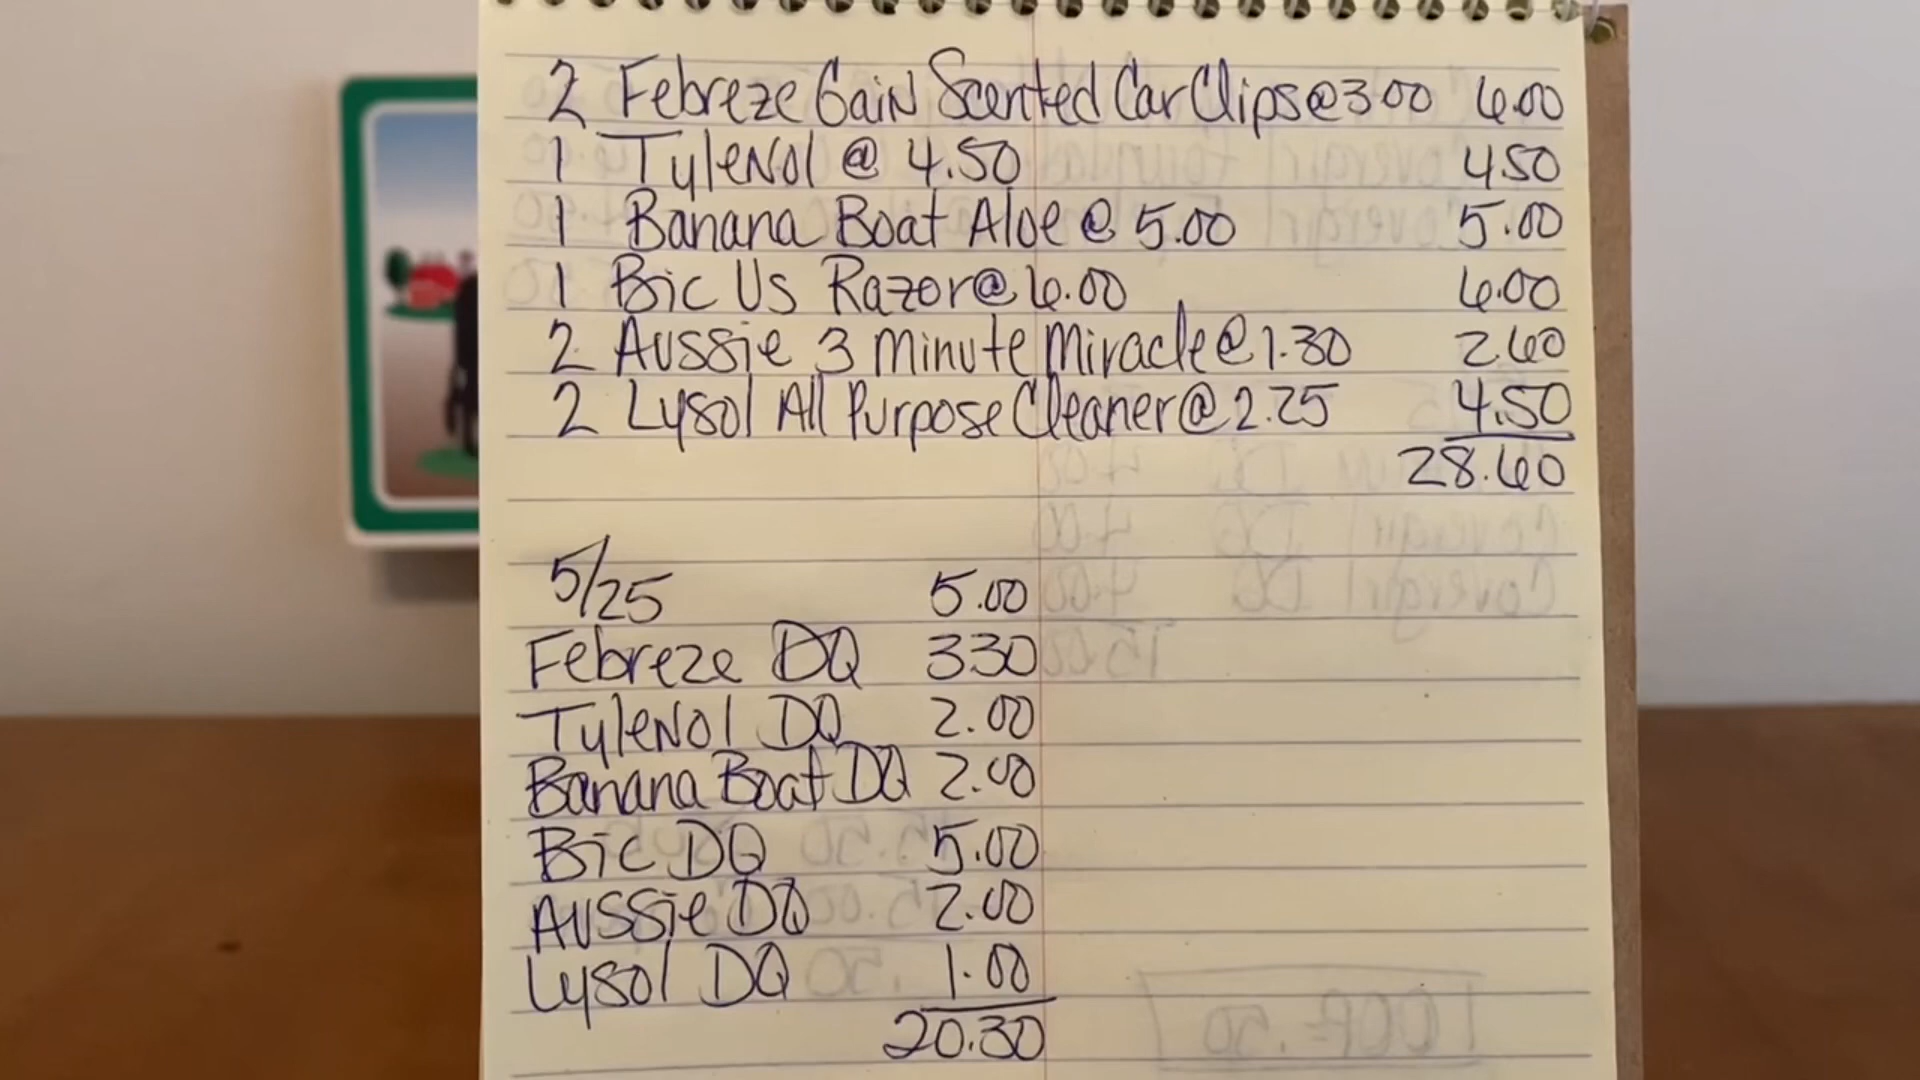 2 Febreze Gain Scented Car Clips @ 3.00 6.00
1 Tylenol @ 4.50 4.50
1 Banana Boat Aloe @ 5.00 5.00
1 Bic Us Razor @ 6.00 6.00
2 Aussie 3 Minute Miracle @ 1.30 2.60
2 Lysol All Purpose Cleaner @ 2.25 4.50
28.60
5/25 5.00
Febreze DQ 3.30
Tylenol DQ 2.00
Banana Boat DQ 2.00
Bic DQ 5.00
Aussie DQ 2.00
Lysol DQ 1.00
20.30